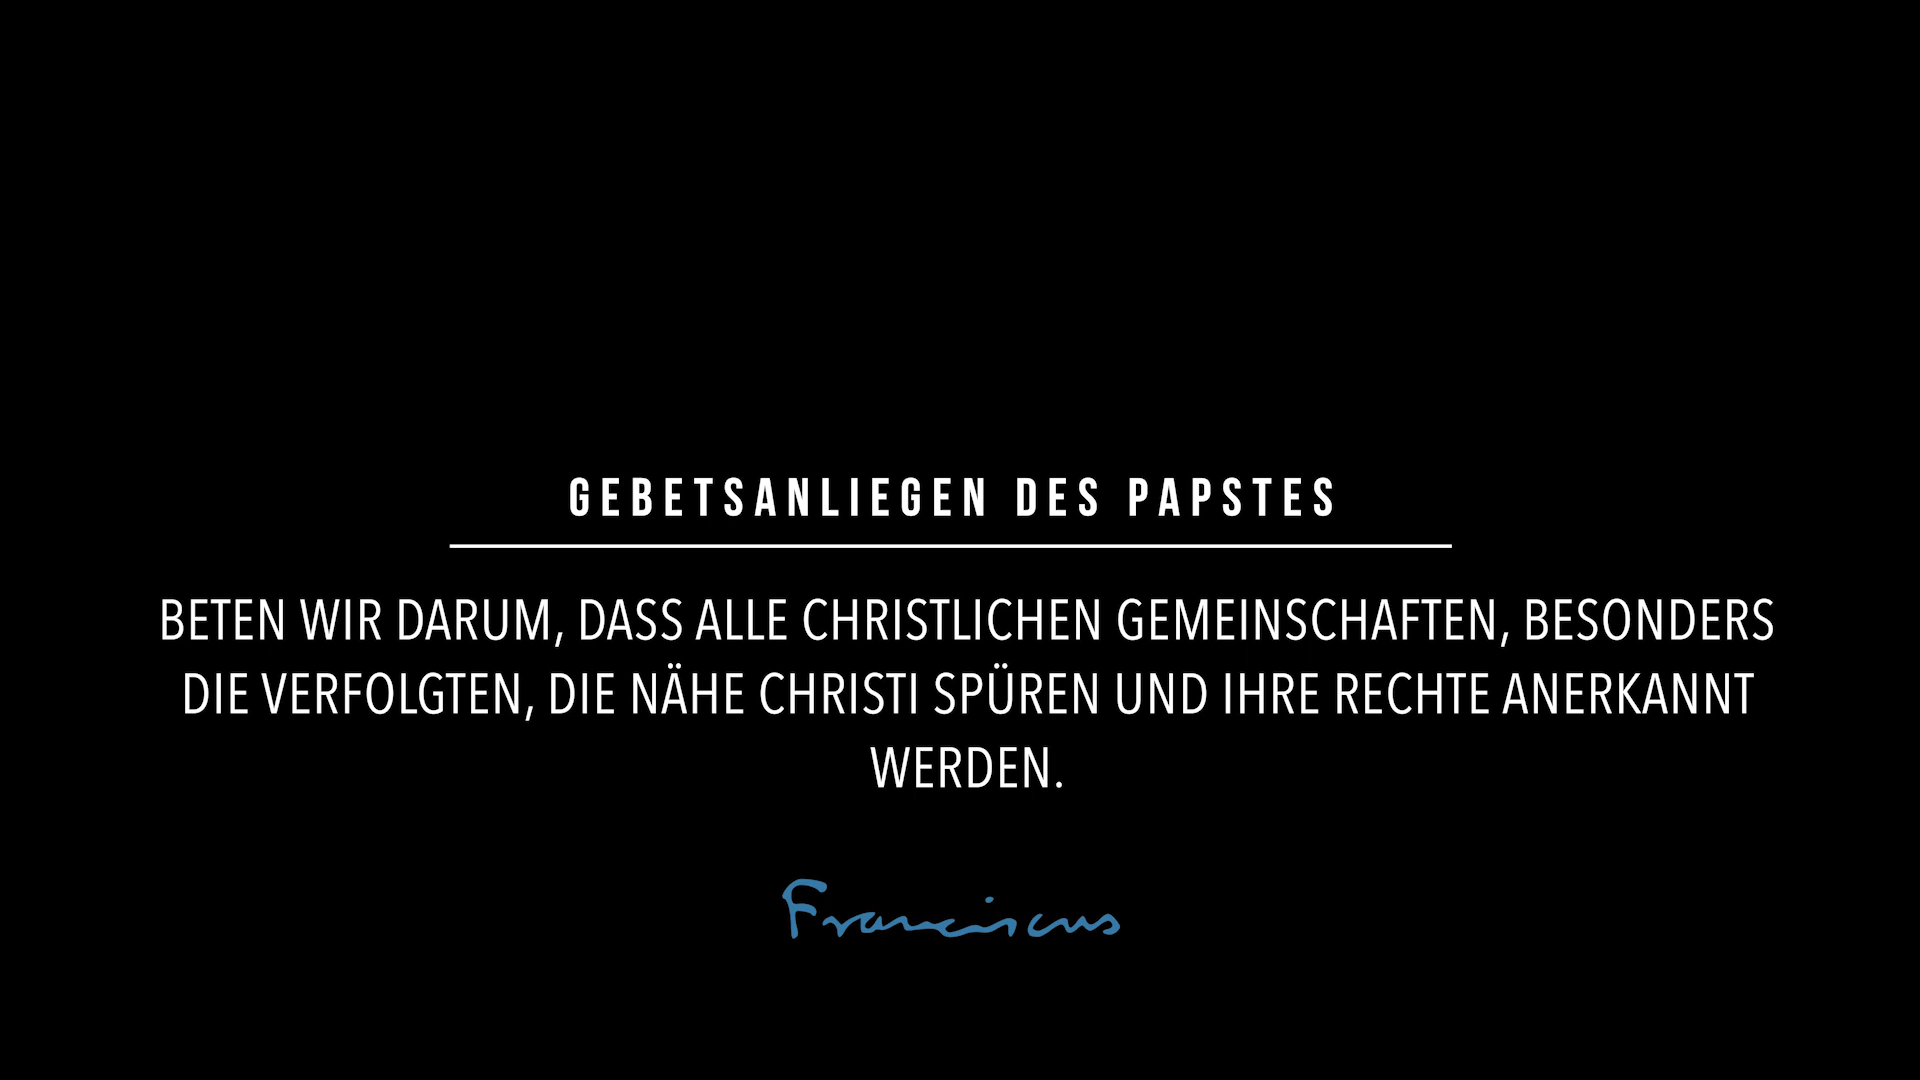 GEBETSANLIEGEN DES PAPSTES
BETEN WIR DARUM, DASS ALLE CHRISTLICHEN GEMEINSCHAFTEN, BESONDERS
DIE VERFOLGTEN, DIE NÄHE CHRISTI SPÜREN UND IHRE RECHTE ANERKANNT
WERDEN.
Franciscus